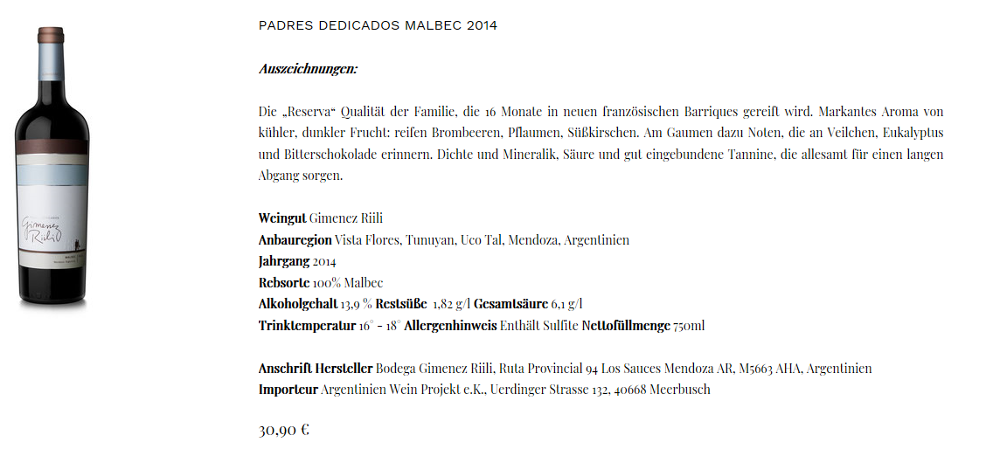 PADRES DEDICADOS MALBEC 2014
Auszeichnungen:
Die „Reserva“ Qualität der Familie, die 16 Monate in neuen französischen Barriques gereift wird. Markantes Aroma von
kühler, dunkler Frucht: reifen Brombeeren, Pflaumen, Süßkirschen. Am Gaumen dazu Noten, die an Veilchen, Eukalyptus
und Bitterschokolade erinnern. Dichte und Mineralik, Säure und gut eingebundene Tannine, die allesamt für einen langen
Abgang sorgen.
Weingut Gimenez Riili
Anbauregion Vista Flores, Tunuyan, Uco Tal, Mendoza, Argentinien
Jahrgang 2014
Rebsorte 100% Malbec
Alkoholgehalt 13,9 % Restsüße 1,82 g/l Gesamtsäure 6,1 g/l
Trinktemperatur 16° - 18° Allergenhinweis Enthält Sulfite Nettofüllmenge 750ml
Anschrift Hersteller Bodega Gimenez Riili, Ruta Provincial 94 Los Sauces Mendoza AR, M5663 AHA, Argentinien
Importeur Argentinien Wein Projekt e.K., Uerdinger Strasse 132, 40668 Meerbusch
30,90 €
Gimenez
Riili